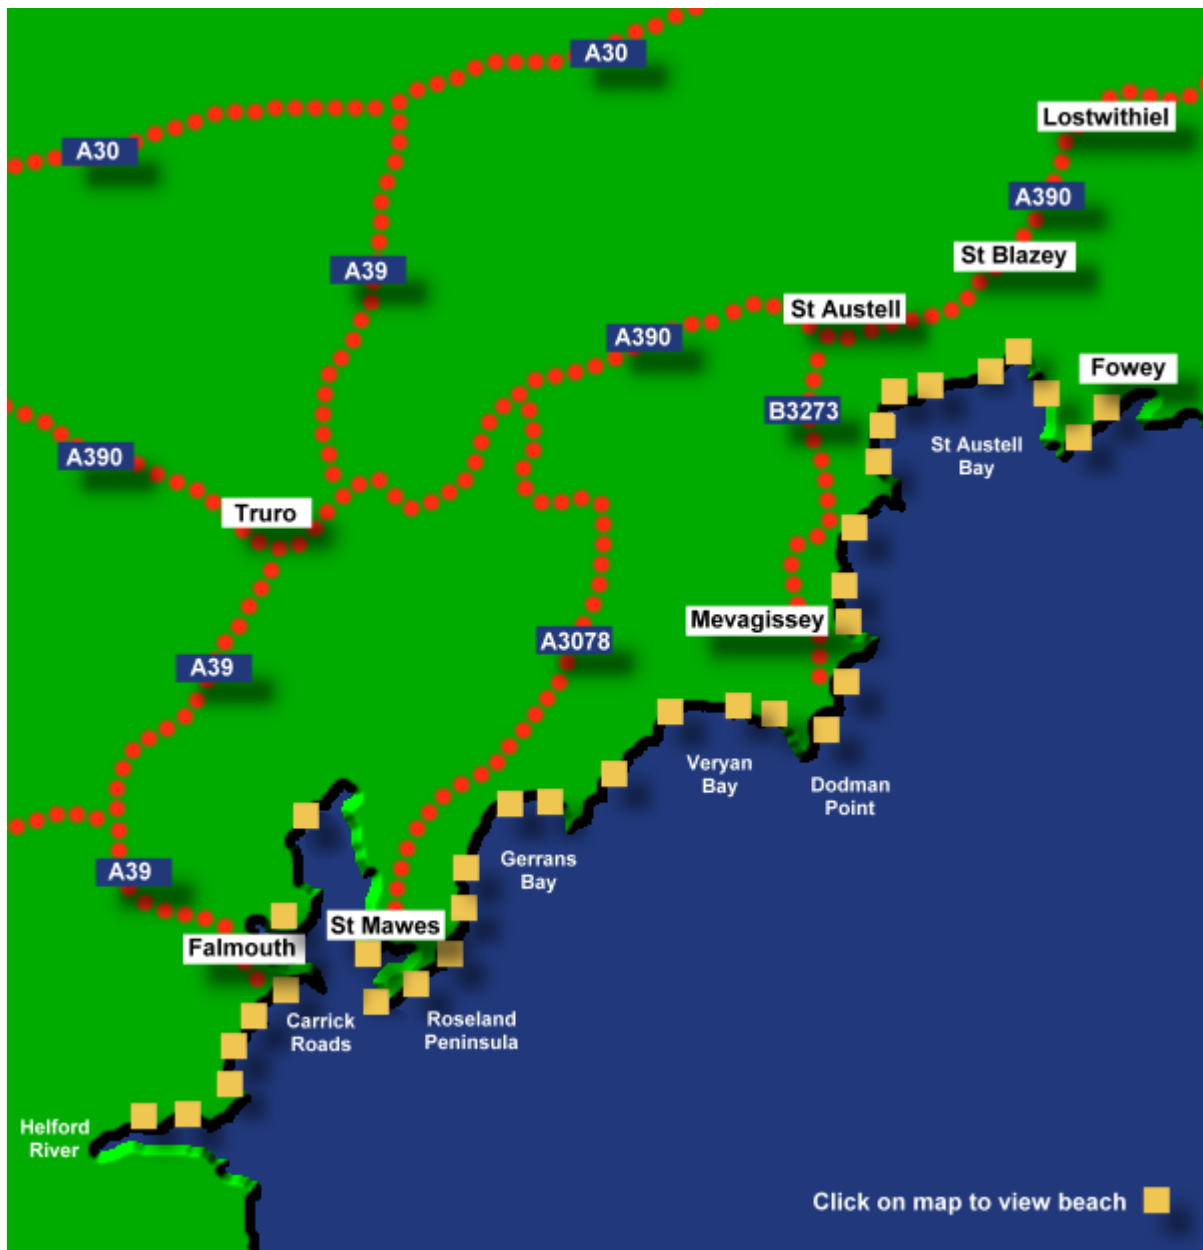 A30
A30
Lostwithiel
A390
St Blazey
A39
St Austell
A390
Fowey
B3273
St Austell
Bay
A390
Truro
Mevagissey
A3078
A39
Veryan
Bay
Dodman
Point
Gerrans
Bay
A39
St Mawes
Falmouth
Carrick
Roads
Roseland
Peninsula
Helford
River
Click on map to view beach